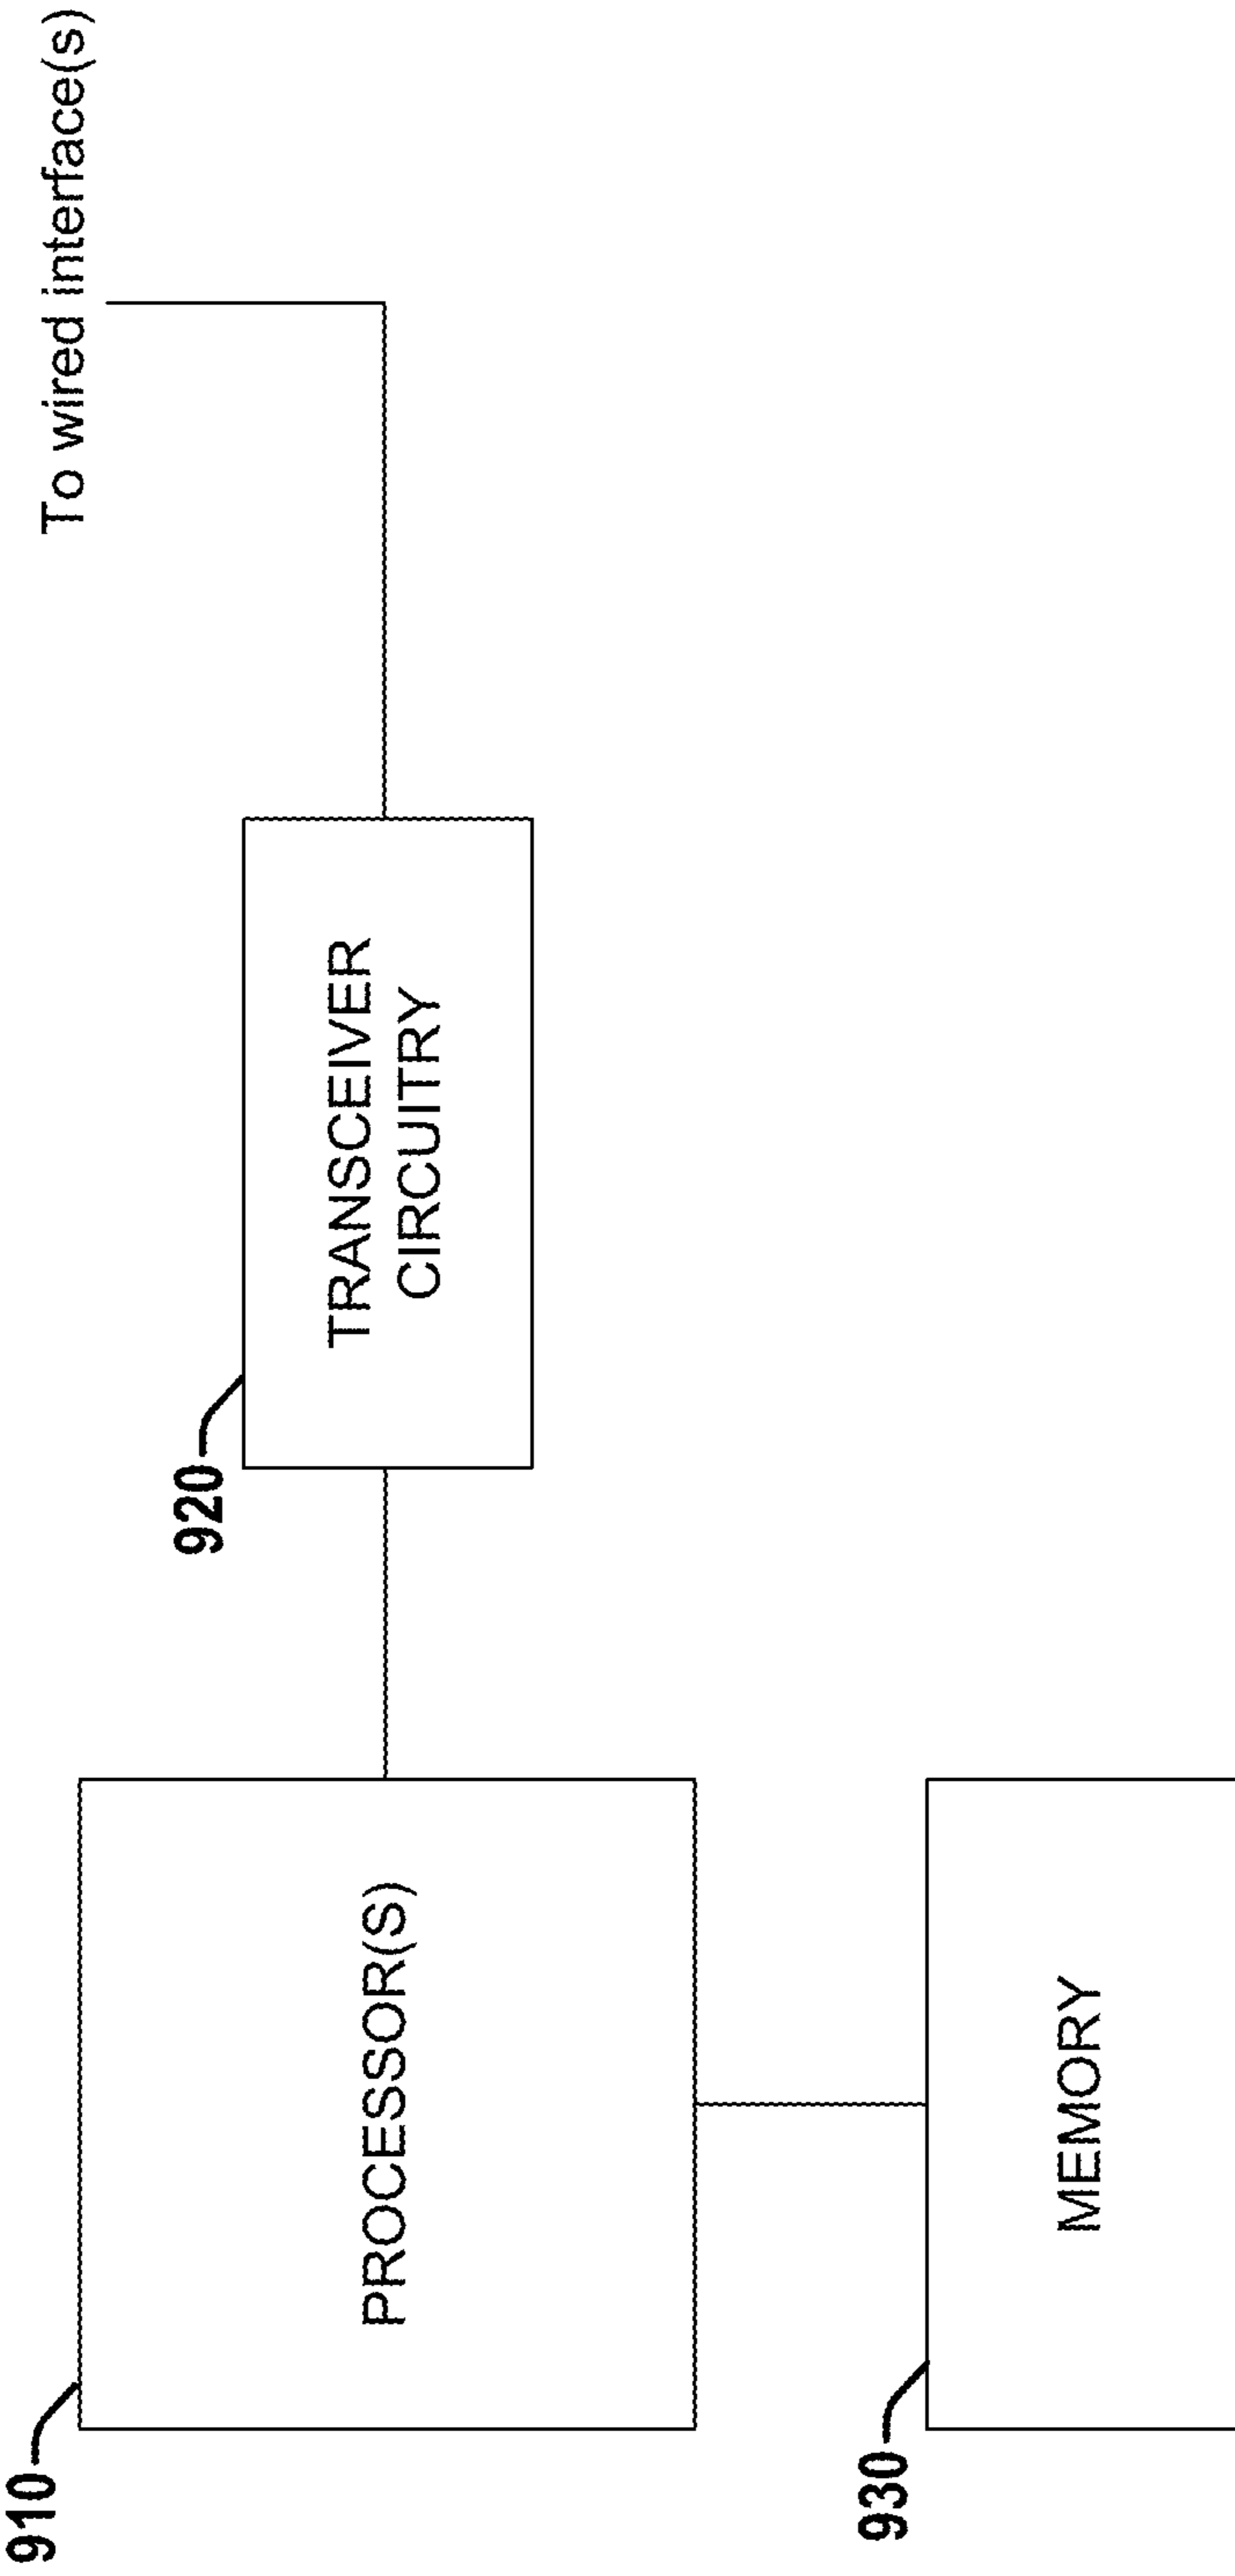 To wired interface(s)
910
920
PROCESSOR(S)
TRANSCEIVER
CIRCUITRY
930
MEMORY